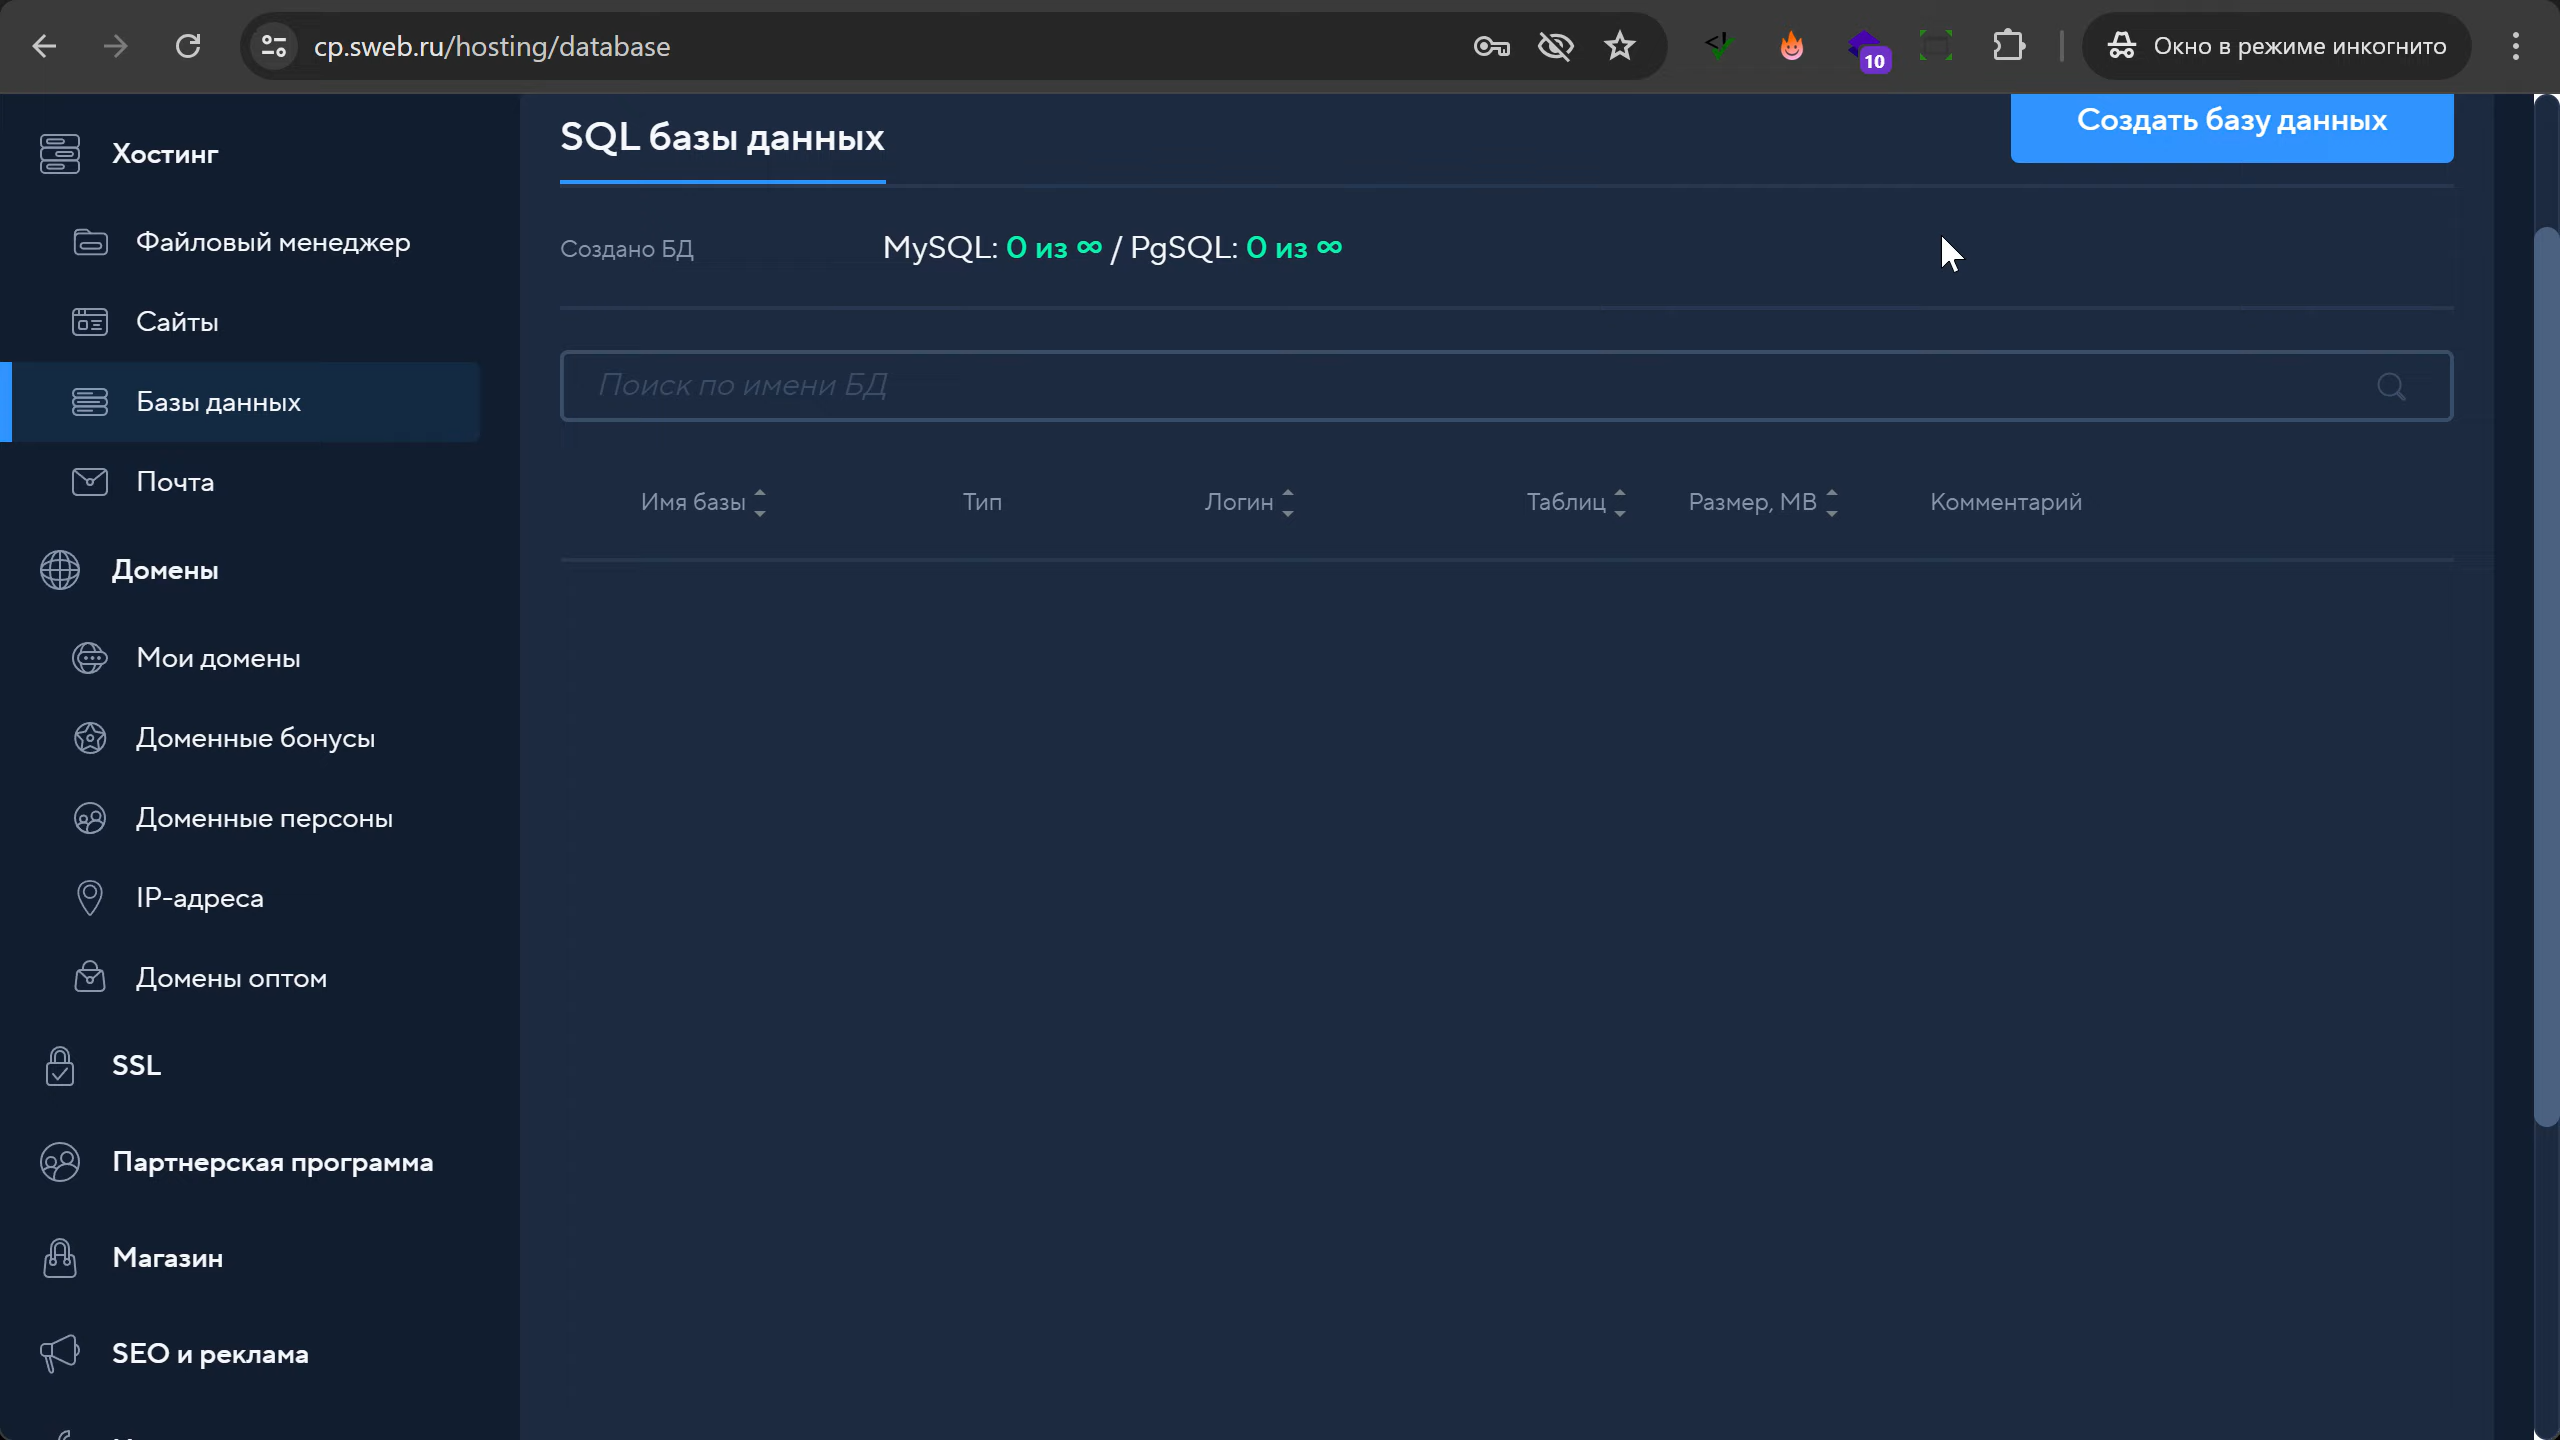 cp.sweb.ru/hosting/database
10
Окно в режиме инкогнито
Хостинг
Файловый менеджер
Сайты
Базы данных
Почта
Домены
Мои домены
Доменные бонусы
Доменные персоны
IP-адреса
Домены оптом
SSL
Партнерская программа
Магазин
SEO и реклама
SQL базы данных
Создать базу данных
Создано БД
MySQL: 0 из ∞ / PgSQL: 0 из ∞
Поиск по имени БД
Имя базы Тип Логин Таблиц Размер, MB Комментарий